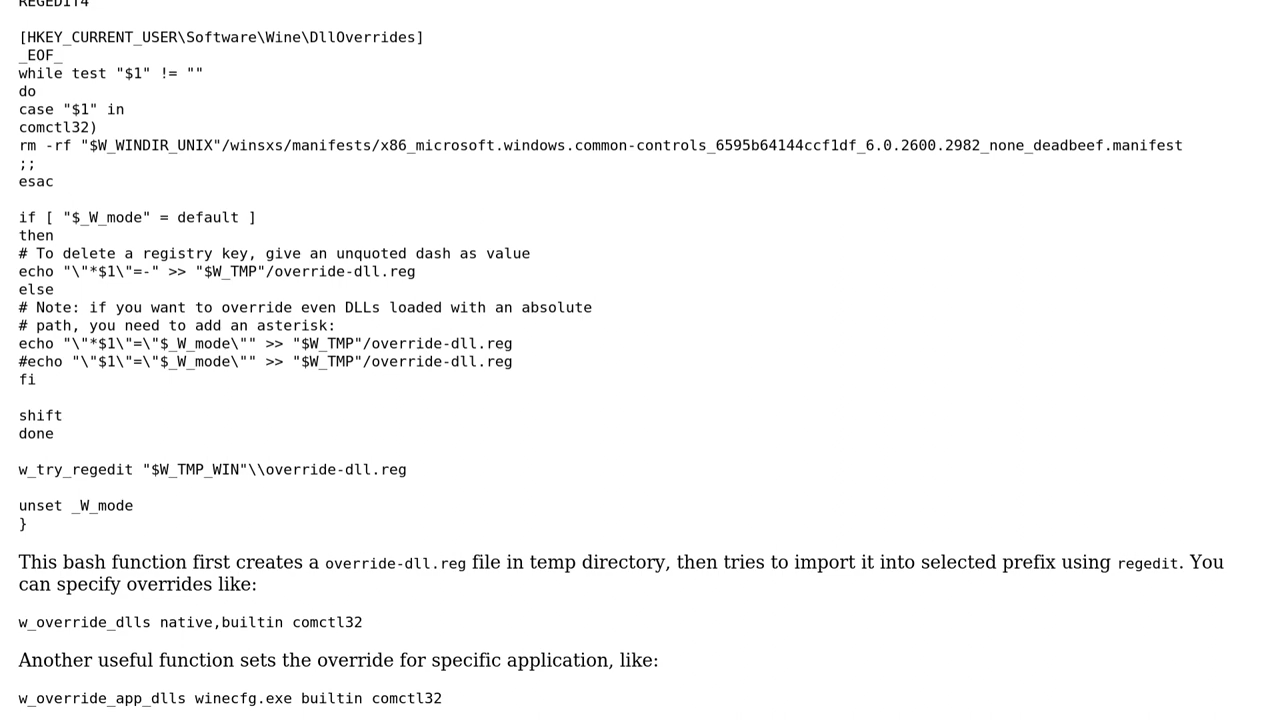 REGEDIT4
[HKEY_CURRENT_USER\Software\Wine\DllOverrides]
_EOF_
while test "$1" != ""
do
case "$1" in
comctl32)
rm -rf "$W_WINDIR_UNIX"/winsxs/manifests/x86_microsoft.windows.common-controls_6595b64144ccf1df_6.0.2600.2982_none_deadbeef.manifest
;;
esac
if [ "$_W_mode" = default ]
then
# To delete a registry key, give an unquoted dash as value
echo "\"*$1\"=-" >> "$W_TMP"/override-dll.reg
else
# Note: if you want to override even DLLs loaded with an absolute
# path, you need to add an asterisk:
echo "\"*$1\"=\"$_W_mode\"" >> "$W_TMP"/override-dll.reg
#echo "\"$1\"=\"$_W_mode\"" >> "$W_TMP"/override-dll.reg
fi
shift
done
w_try_regedit "$W_TMP_WIN"\\override-dll.reg
unset _W_mode
}
This bash function first creates a override-dll.reg file in temp directory, then tries to import it into selected prefix using regedit. You
can specify overrides like:
w_override_dlls native,builtin comctl32
Another useful function sets the override for specific application, like:
w_override_app_dlls winecfg.exe builtin comctl32